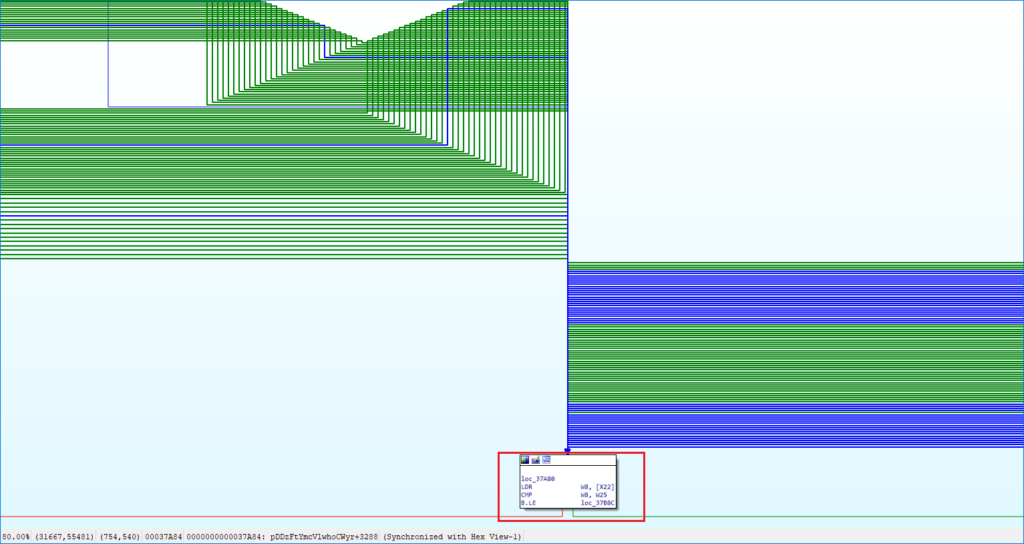 loc_37A80
LDR W8, [X22]
CMP W8, W25
B.LE loc_37B8C
80.00% (31667,55481) (754,540) 00037A84 0000000000037A84: pDDzFtYmcVlwhoCWyr+3288 (Synchronized with Hex View-1)